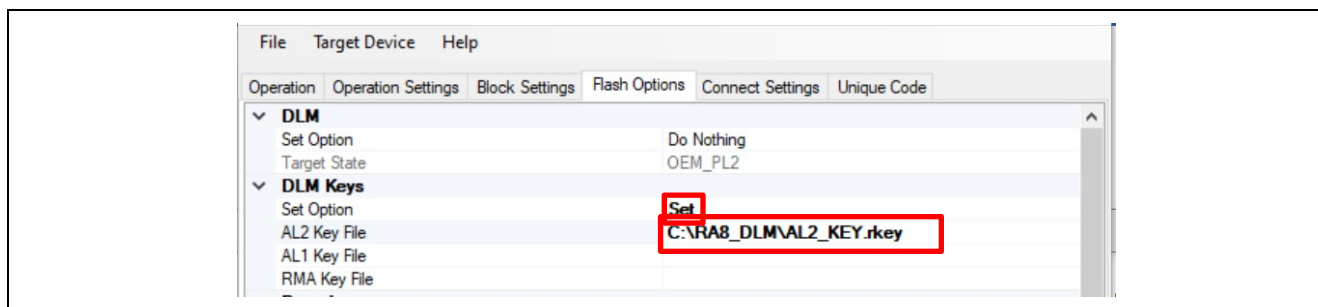 File Target Device Help
Operation Operation Settings Block Settings Flash Options Connect Settings Unique Code
DLM
Set Option Do Nothing
Target State OEM_PL2
DLM Keys
Set Option Set
AL2 Key File C:\RA8_DLM\AL2_KEY.rkey
AL1 Key File
RMA Key File